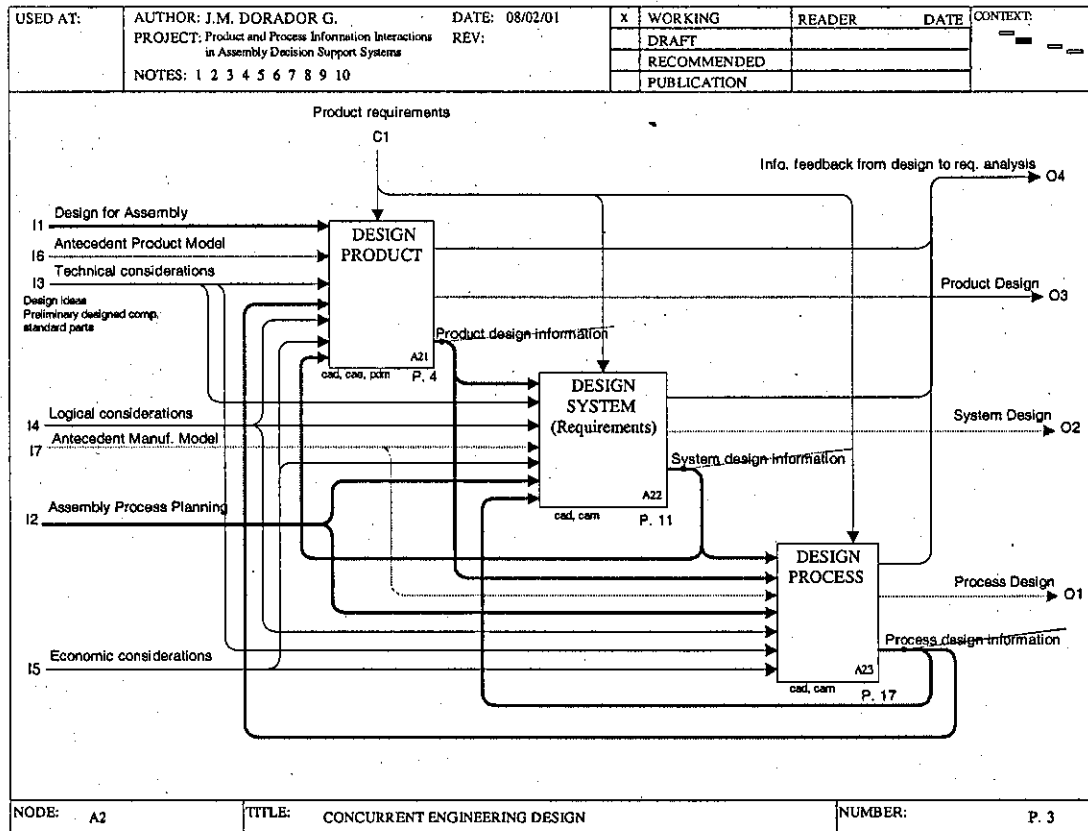 USED AT:
AUTHOR: J.M. DORADOR G.
DATE: 08/02/01
PROJECT: Product and Process Information Interactions
in Assembly Decision Support Systems
REV:
NOTES: 1 2 3 4 5 6 7 8 9 10
X WORKING
DRAFT
RECOMMENDED
PUBLICATION
READER DATE
CONTEXT:
Product requirements
C1
Info. feedback from design to req. analysis
O4
I1 Design for Assembly
I6 Antecedent Product Model
I3 Technical considerations
Design Ideas
Preliminary designed comp,
standard parts
DESIGN
PRODUCT
A21
cad, cae, pdm
P. 4
Product Design
O3
Product design information
I4 Logical considerations
I7 Antecedent Manuf. Model
DESIGN
SYSTEM
(Requirements)
A22
cad, cam
P. 11
System Design
O2
System design information
I2 Assembly Process Planning
DESIGN
PROCESS
A23
cad, cam
P. 17
Process Design
O1
Process design information
I5 Economic considerations
NODE: A2
TITLE: CONCURRENT ENGINEERING DESIGN
NUMBER: P. 3